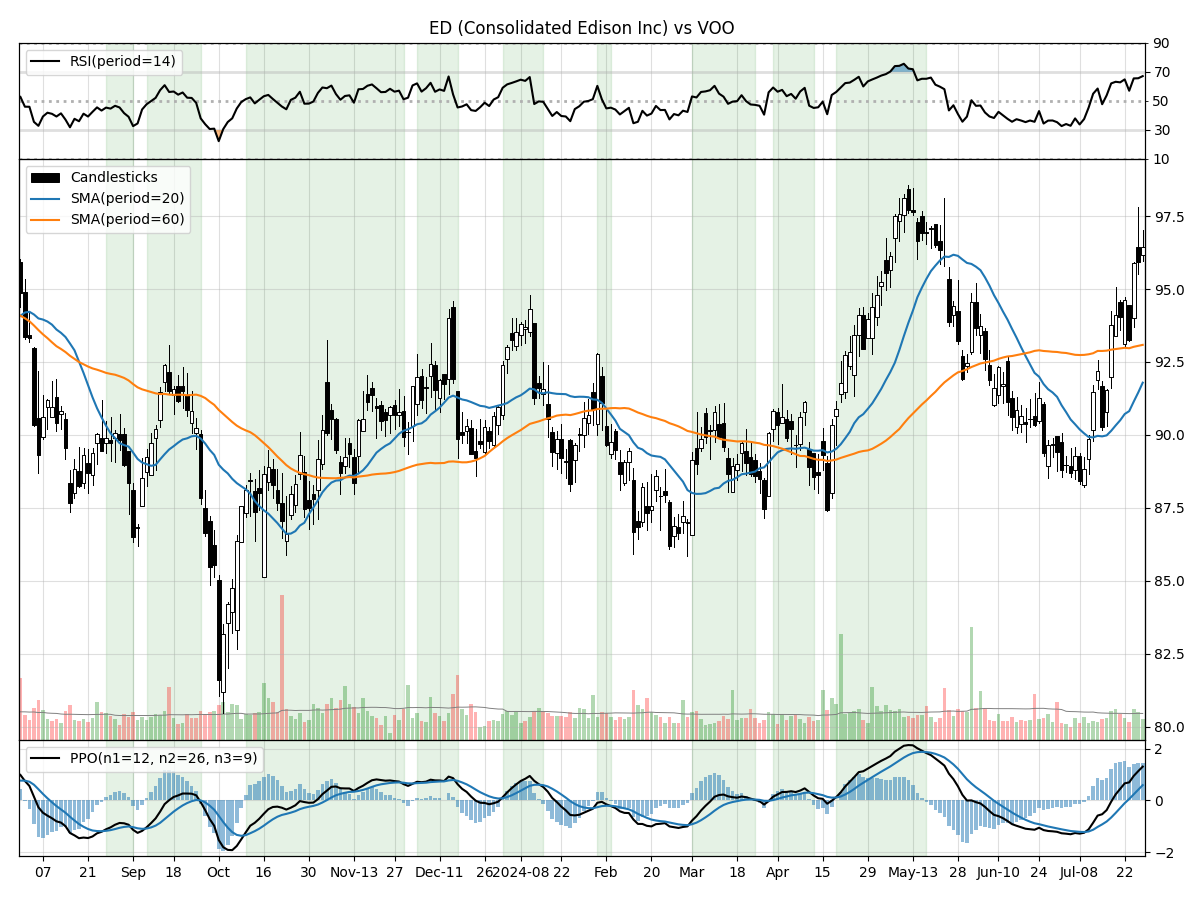 ED (Consolidated Edison Inc) vs VOO
RSI(period=14)
90
70
50
30
10
Candlesticks
SMA(period=20)
SMA(period=60)
97.5
95.0
92.5
90.0
87.5
85.0
82.5
80.0
PPO(n1=12, n2=26, n3=9)
2
0
−2
07 21 Sep 18 Oct 16 30 Nov-13 27 Dec-11 26 2024-08 22 Feb 20 Mar 18 Apr 15 29 May-13 28 Jun-10 24 Jul-08 22